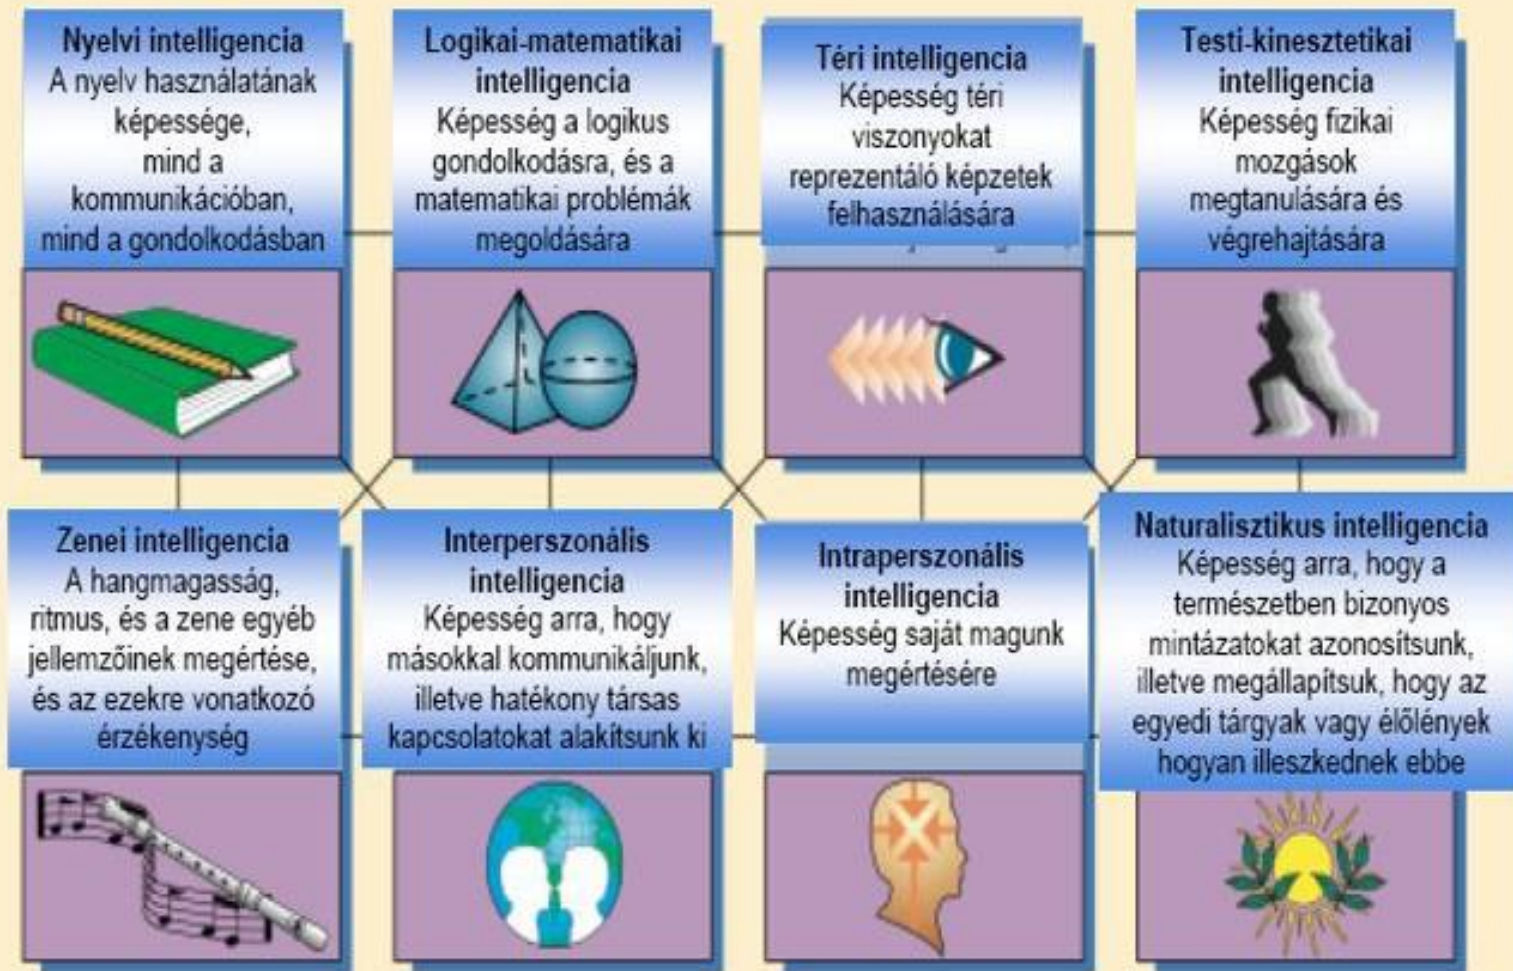 Nyelvi intelligencia
A nyelv használatának
képessége,
mind a
kommunikációban,
mind a gondolkodásban
Logikai-matematikai
intelligencia
Képesség a logikus
gondolkodásra, és a
matematikai problémák
megoldására
Téri intelligencia
Képesség téri
viszonyokat
reprezentáló képzetek
felhasználására
Testi-kinesztetikai
intelligencia
Képesség fizikai
mozgások
megtanulására és
végrehajtására
Zenei intelligencia
A hangmagasság,
ritmus, és a zene egyéb
jellemzőinek megértése,
és az ezekre vonatkozó
érzékenység
Interperszonális
intelligencia
Képesség arra, hogy
másokkal kommunikáljunk,
illetve hatékony társas
kapcsolatokat alakítsunk ki
Intraperszonális
intelligencia
Képesség saját magunk
megértésére
Naturalisztikus intelligencia
Képesség arra, hogy a
természetben bizonyos
mintázatokat azonosítsunk,
illetve megállapítsuk, hogy az
egyedi tárgyak vagy élőlények
hogyan illeszkednek ebbe